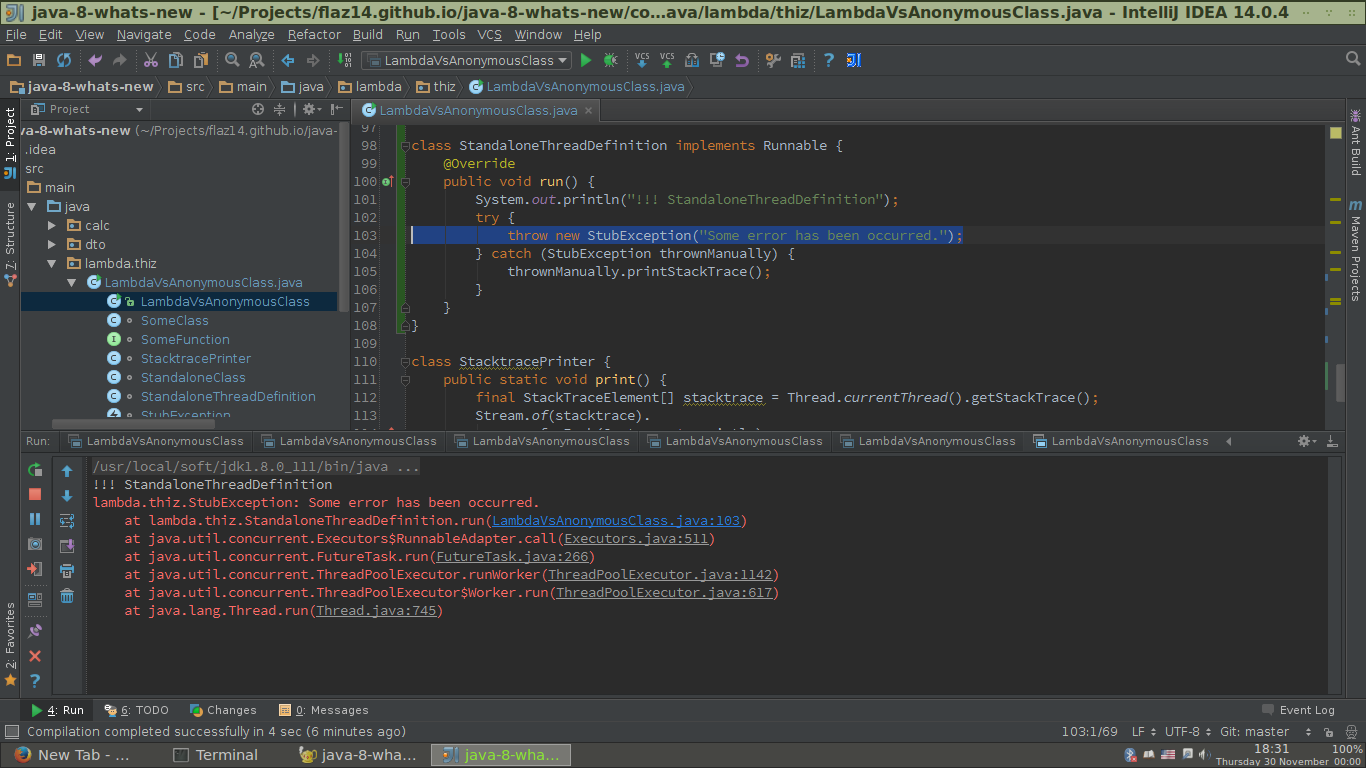 java-8-whats-new - [~/Projects/flaz14.github.io/java-8-whats-new/co...ava/lambda/thiz/LambdaVsAnonymousClass.java - IntelliJ IDEA 14.0.4
File Edit View Navigate Code Analyze Refactor Build Run Tools VCS Window Help
LambdaVsAnonymousClass VCS VCS ?
java-8-whats-new src main java lambda thiz LambdaVsAnonymousClass.java
1: Project
7: Structure
2: Favorites
Project
va-8-whats-new (~/Projects/flaz14.github.io/java-
.idea
src
main
java
calc
dto
lambda.thiz
LambdaVsAnonymousClass.java
LambdaVsAnonymousClass
SomeClass
SomeFunction
StacktracePrinter
StandaloneClass
StandaloneThreadDefinition
StubException
LambdaVsAnonymousClass.java ×
97
98 class StandaloneThreadDefinition implements Runnable {
99 @Override
100 public void run() {
101 System.out.println("!!! StandaloneThreadDefinition");
102 try {
103 throw new StubException("Some error has been occurred.");
104 } catch (StubException thrownManually) {
105 thrownManually.printStackTrace();
106 }
107 }
108 }
109
110 class StacktracePrinter {
111 public static void print() {
112 final StackTraceElement[] stacktrace = Thread.currentThread().getStackTrace();
113 Stream.of(stacktrace).
Ant Build
Maven Projects
Run: LambdaVsAnonymousClass LambdaVsAnonymousClass LambdaVsAnonymousClass LambdaVsAnonymousClass LambdaVsAnonymousClass LambdaVsAnonymousClass
/usr/local/soft/jdk1.8.0_111/bin/java ...
!!! StandaloneThreadDefinition
lambda.thiz.StubException: Some error has been occurred.
at lambda.thiz.StandaloneThreadDefinition.run(LambdaVsAnonymousClass.java:103)
at java.util.concurrent.Executors$RunnableAdapter.call(Executors.java:511)
at java.util.concurrent.FutureTask.run(FutureTask.java:266)
at java.util.concurrent.ThreadPoolExecutor.runWorker(ThreadPoolExecutor.java:1142)
at java.util.concurrent.ThreadPoolExecutor$Worker.run(ThreadPoolExecutor.java:617)
at java.lang.Thread.run(Thread.java:745)
4: Run 6: TODO Changes 0: Messages Event Log
Compilation completed successfully in 4 sec (6 minutes ago) 103:1/69 LF UTF-8 Git: master
New Tab - ... Terminal java-8-wha... java-8-wha... 18:31 100%
Thursday 30 November 00:00